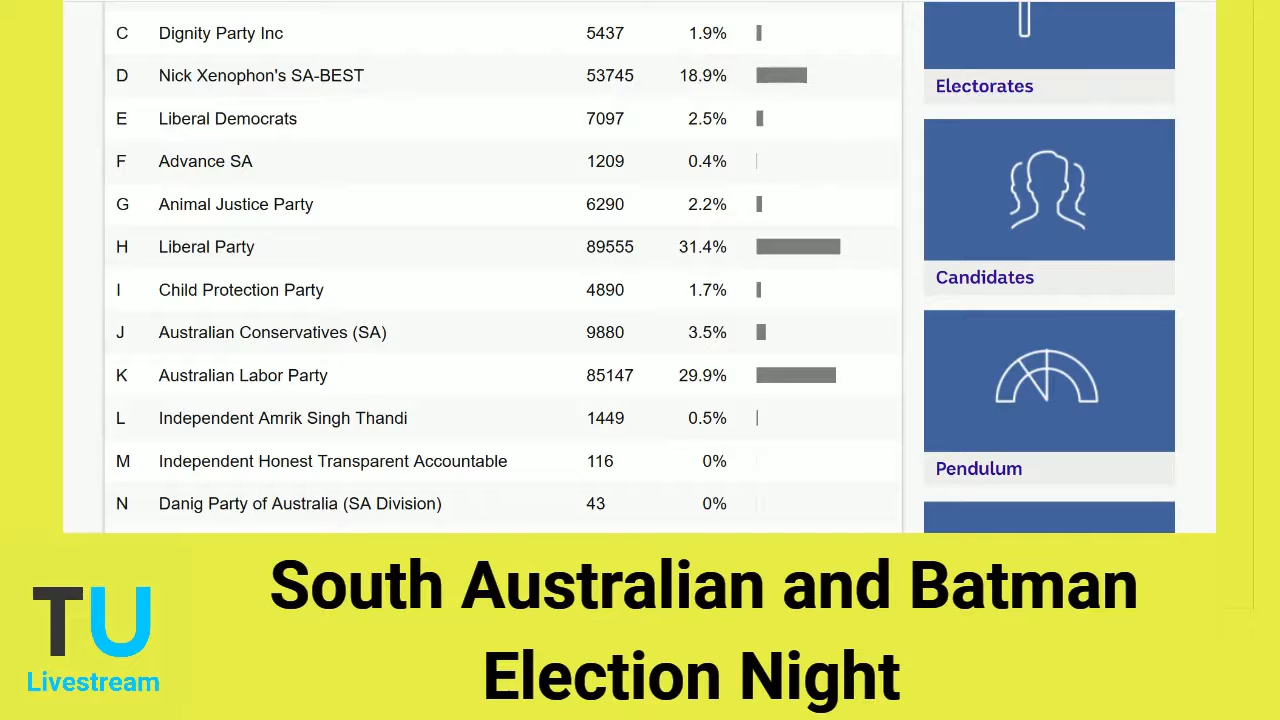 C Dignity Party Inc 5437 1.9%
D Nick Xenophon's SA-BEST 53745 18.9%
Electorates
E Liberal Democrats 7097 2.5%
F Advance SA 1209 0.4%
G Animal Justice Party 6290 2.2%
H Liberal Party 89555 31.4%
Candidates
I Child Protection Party 4890 1.7%
J Australian Conservatives (SA) 9880 3.5%
K Australian Labor Party 85147 29.9%
L Independent Amrik Singh Thandi 1449 0.5%
M Independent Honest Transparent Accountable 116 0%
Pendulum
N Danig Party of Australia (SA Division) 43 0%
South Australian and Batman
Election Night
TU
Livestream